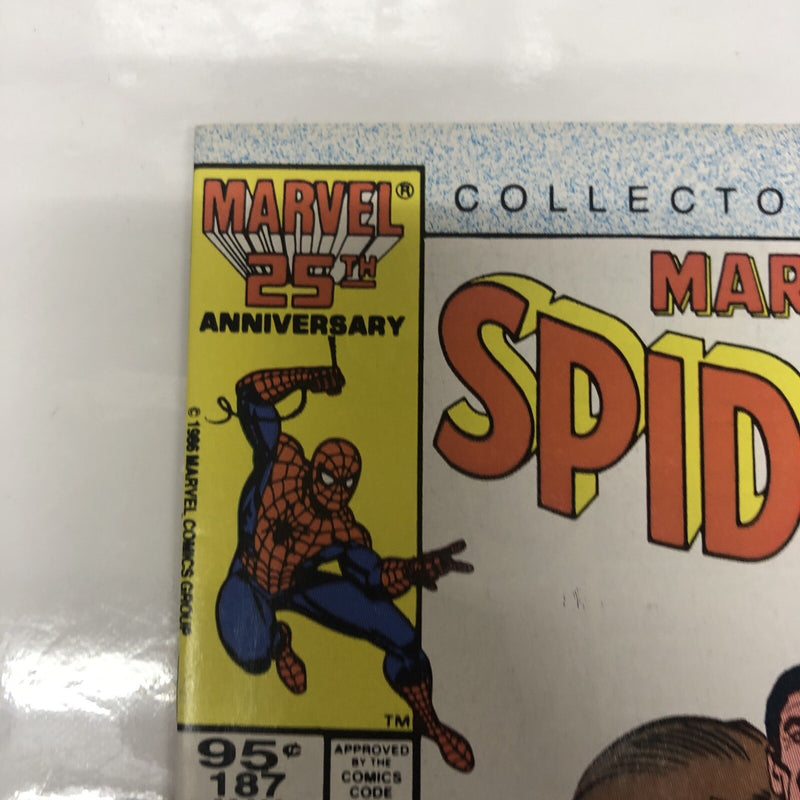 MARVEL®
25TH
ANNIVERSARY
© 1986 MARVEL COMICS GROUP
TM
95¢
187
APPROVED
BY THE
COMICS
CODE
COLLECTO
MAR
SPID